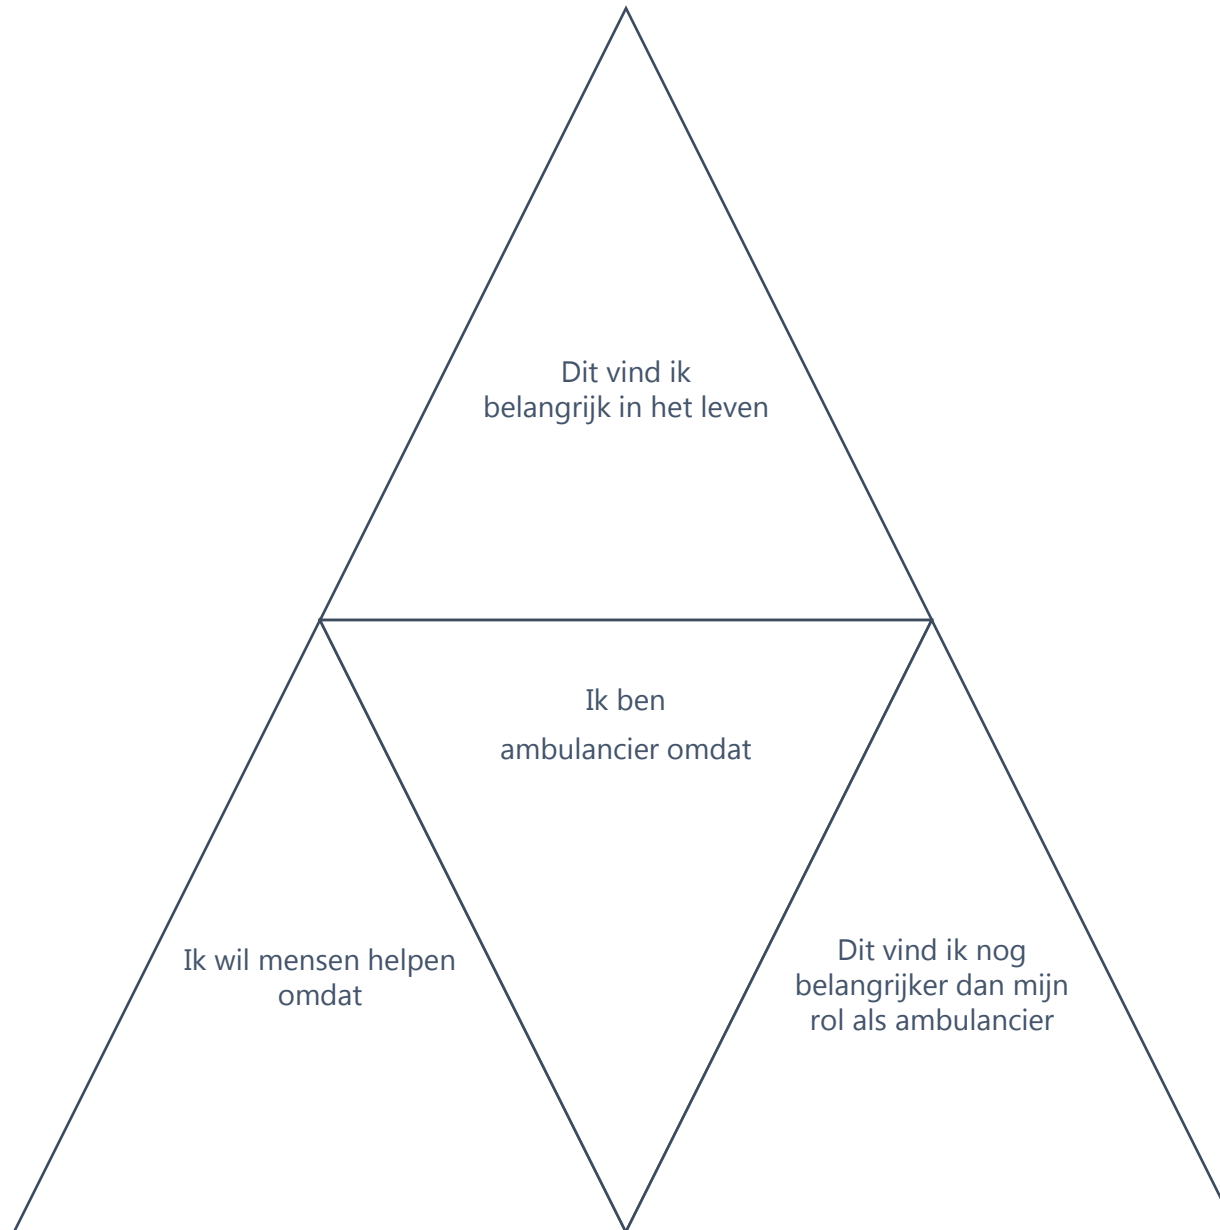 Dit vind ik
belangrijk in het leven
Ik ben
ambulancier omdat
Ik wil mensen helpen
omdat
Dit vind ik nog
belangrijker dan mijn
rol als ambulancier